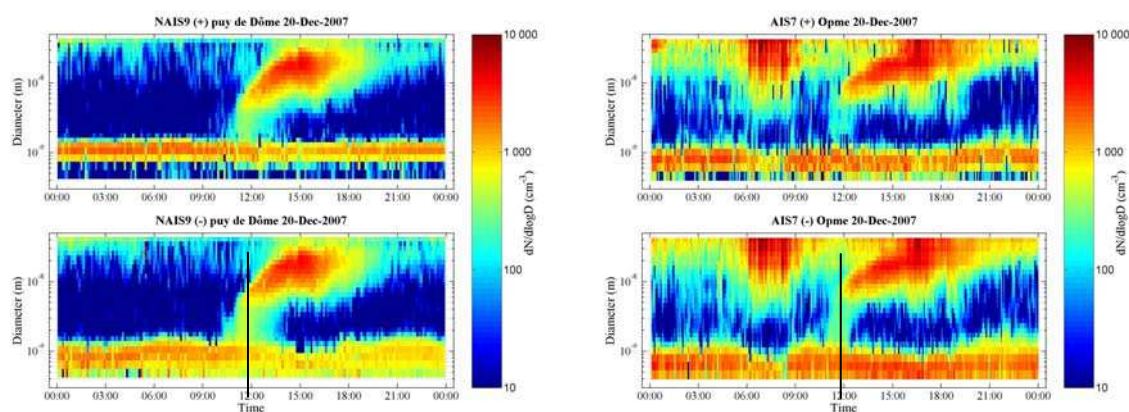 NAIS9 (+) puy de Dôme 20-Dec-2007
Diameter (m)
10⁻⁸
10⁻⁹
00:00 03:00 06:00 09:00 12:00 15:00 18:00 21:00 00:00
NAIS9 (-) puy de Dôme 20-Dec-2007
Diameter (m)
10⁻⁸
10⁻⁹
00:00 03:00 06:00 09:00 12:00 15:00 18:00 21:00 00:00
Time
10 000
1 000
100
10
dN/dlogD (cm⁻³)
AIS7 (+) Opme 20-Dec-2007
Diameter (m)
10⁻⁸
10⁻⁹
00:00 03:00 06:00 09:00 12:00 15:00 18:00 21:00 00:00
AIS7 (-) Opme 20-Dec-2007
Diameter (m)
10⁻⁸
10⁻⁹
00:00 03:00 06:00 09:00 12:00 15:00 18:00 21:00 00:00
Time
10 000
1 000
100
10
dN/dlogD (cm⁻³)